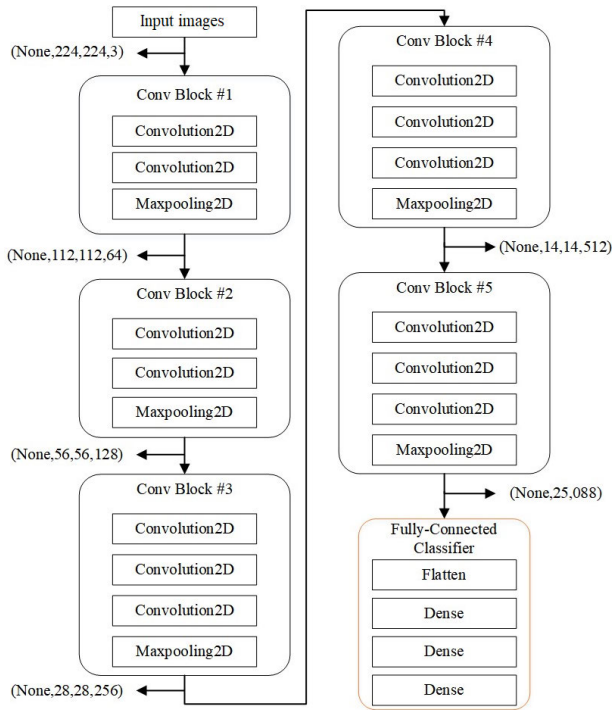 Input images
(None,224,224,3)
Conv Block #1
Convolution2D
Convolution2D
Maxpooling2D
(None,112,112,64)
Conv Block #2
Convolution2D
Convolution2D
Maxpooling2D
(None,56,56,128)
Conv Block #3
Convolution2D
Convolution2D
Convolution2D
Maxpooling2D
(None,28,28,256)
Conv Block #4
Convolution2D
Convolution2D
Convolution2D
Maxpooling2D
(None,14,14,512)
Conv Block #5
Convolution2D
Convolution2D
Convolution2D
Maxpooling2D
(None,25,088)
Fully-Connected
Classifier
Flatten
Dense
Dense
Dense